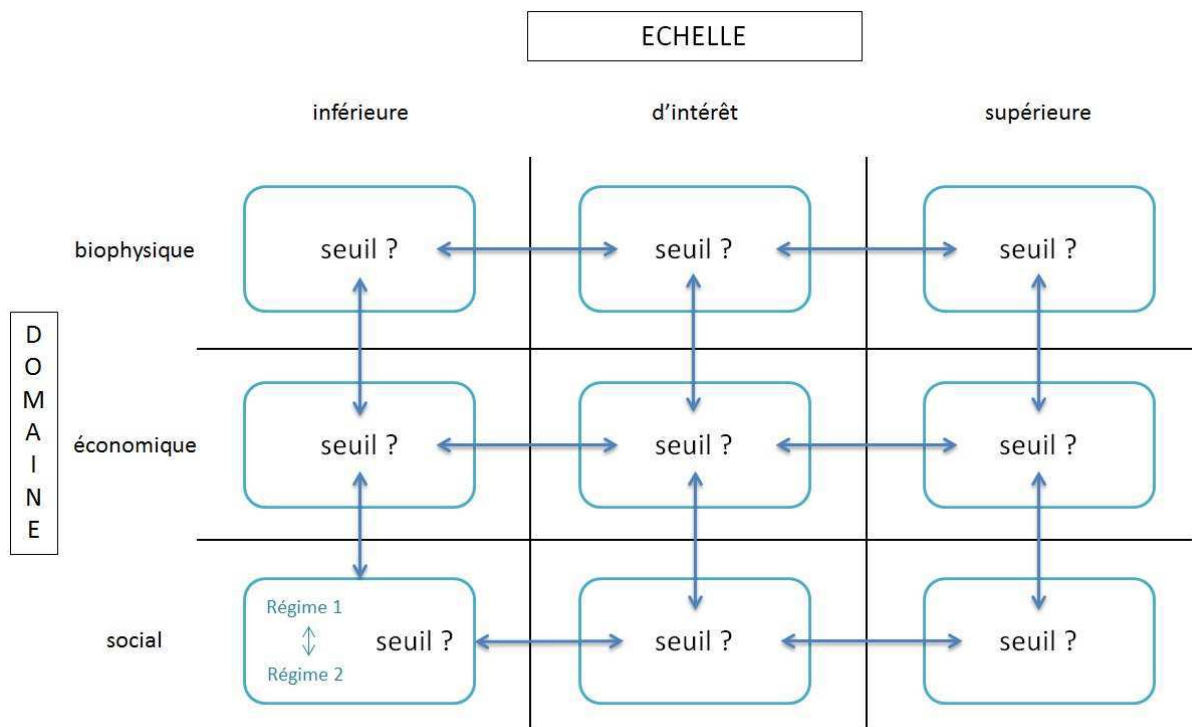 ECHELLE
inférieure d'intérêt supérieure
biophysique seuil ? seuil ? seuil ?
DOMAINE
économique seuil ? seuil ? seuil ?
Régime 1
social seuil ? seuil ? seuil ?
Régime 2